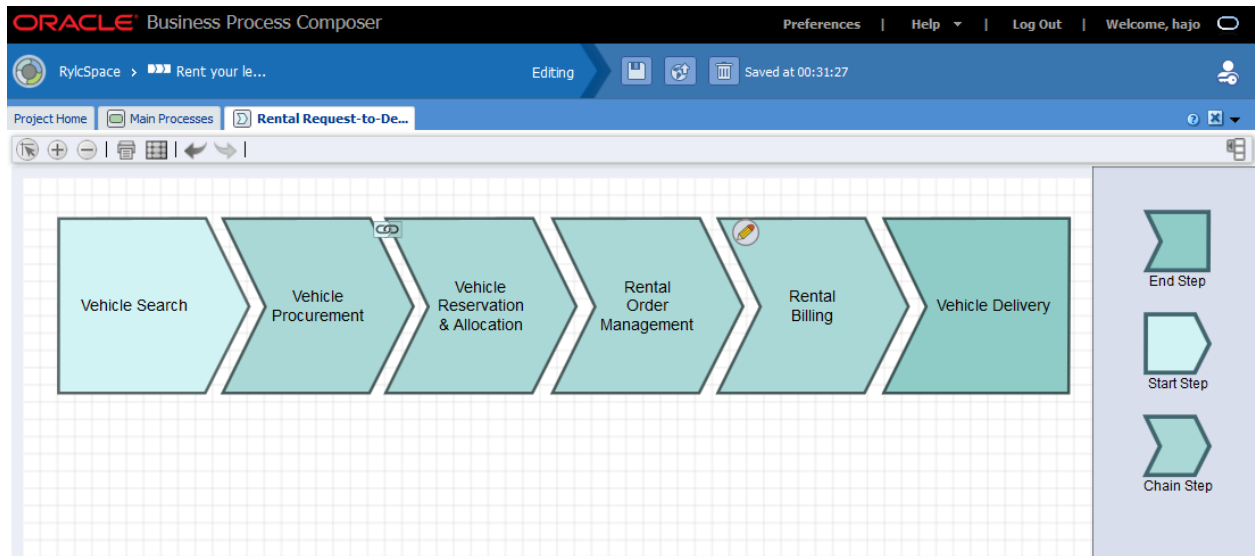 ORACLE Business Process Composer
Preferences | Help | Log Out | Welcome, hajo
RylcSpace > Rent your le...
Editing
Saved at 00:31:27
Project Home
Main Processes
Rental Request-to-De...
Vehicle Search
Vehicle
Procurement
Vehicle
Reservation
& Allocation
Rental
Order
Management
Rental
Billing
Vehicle Delivery
End Step
Start Step
Chain Step